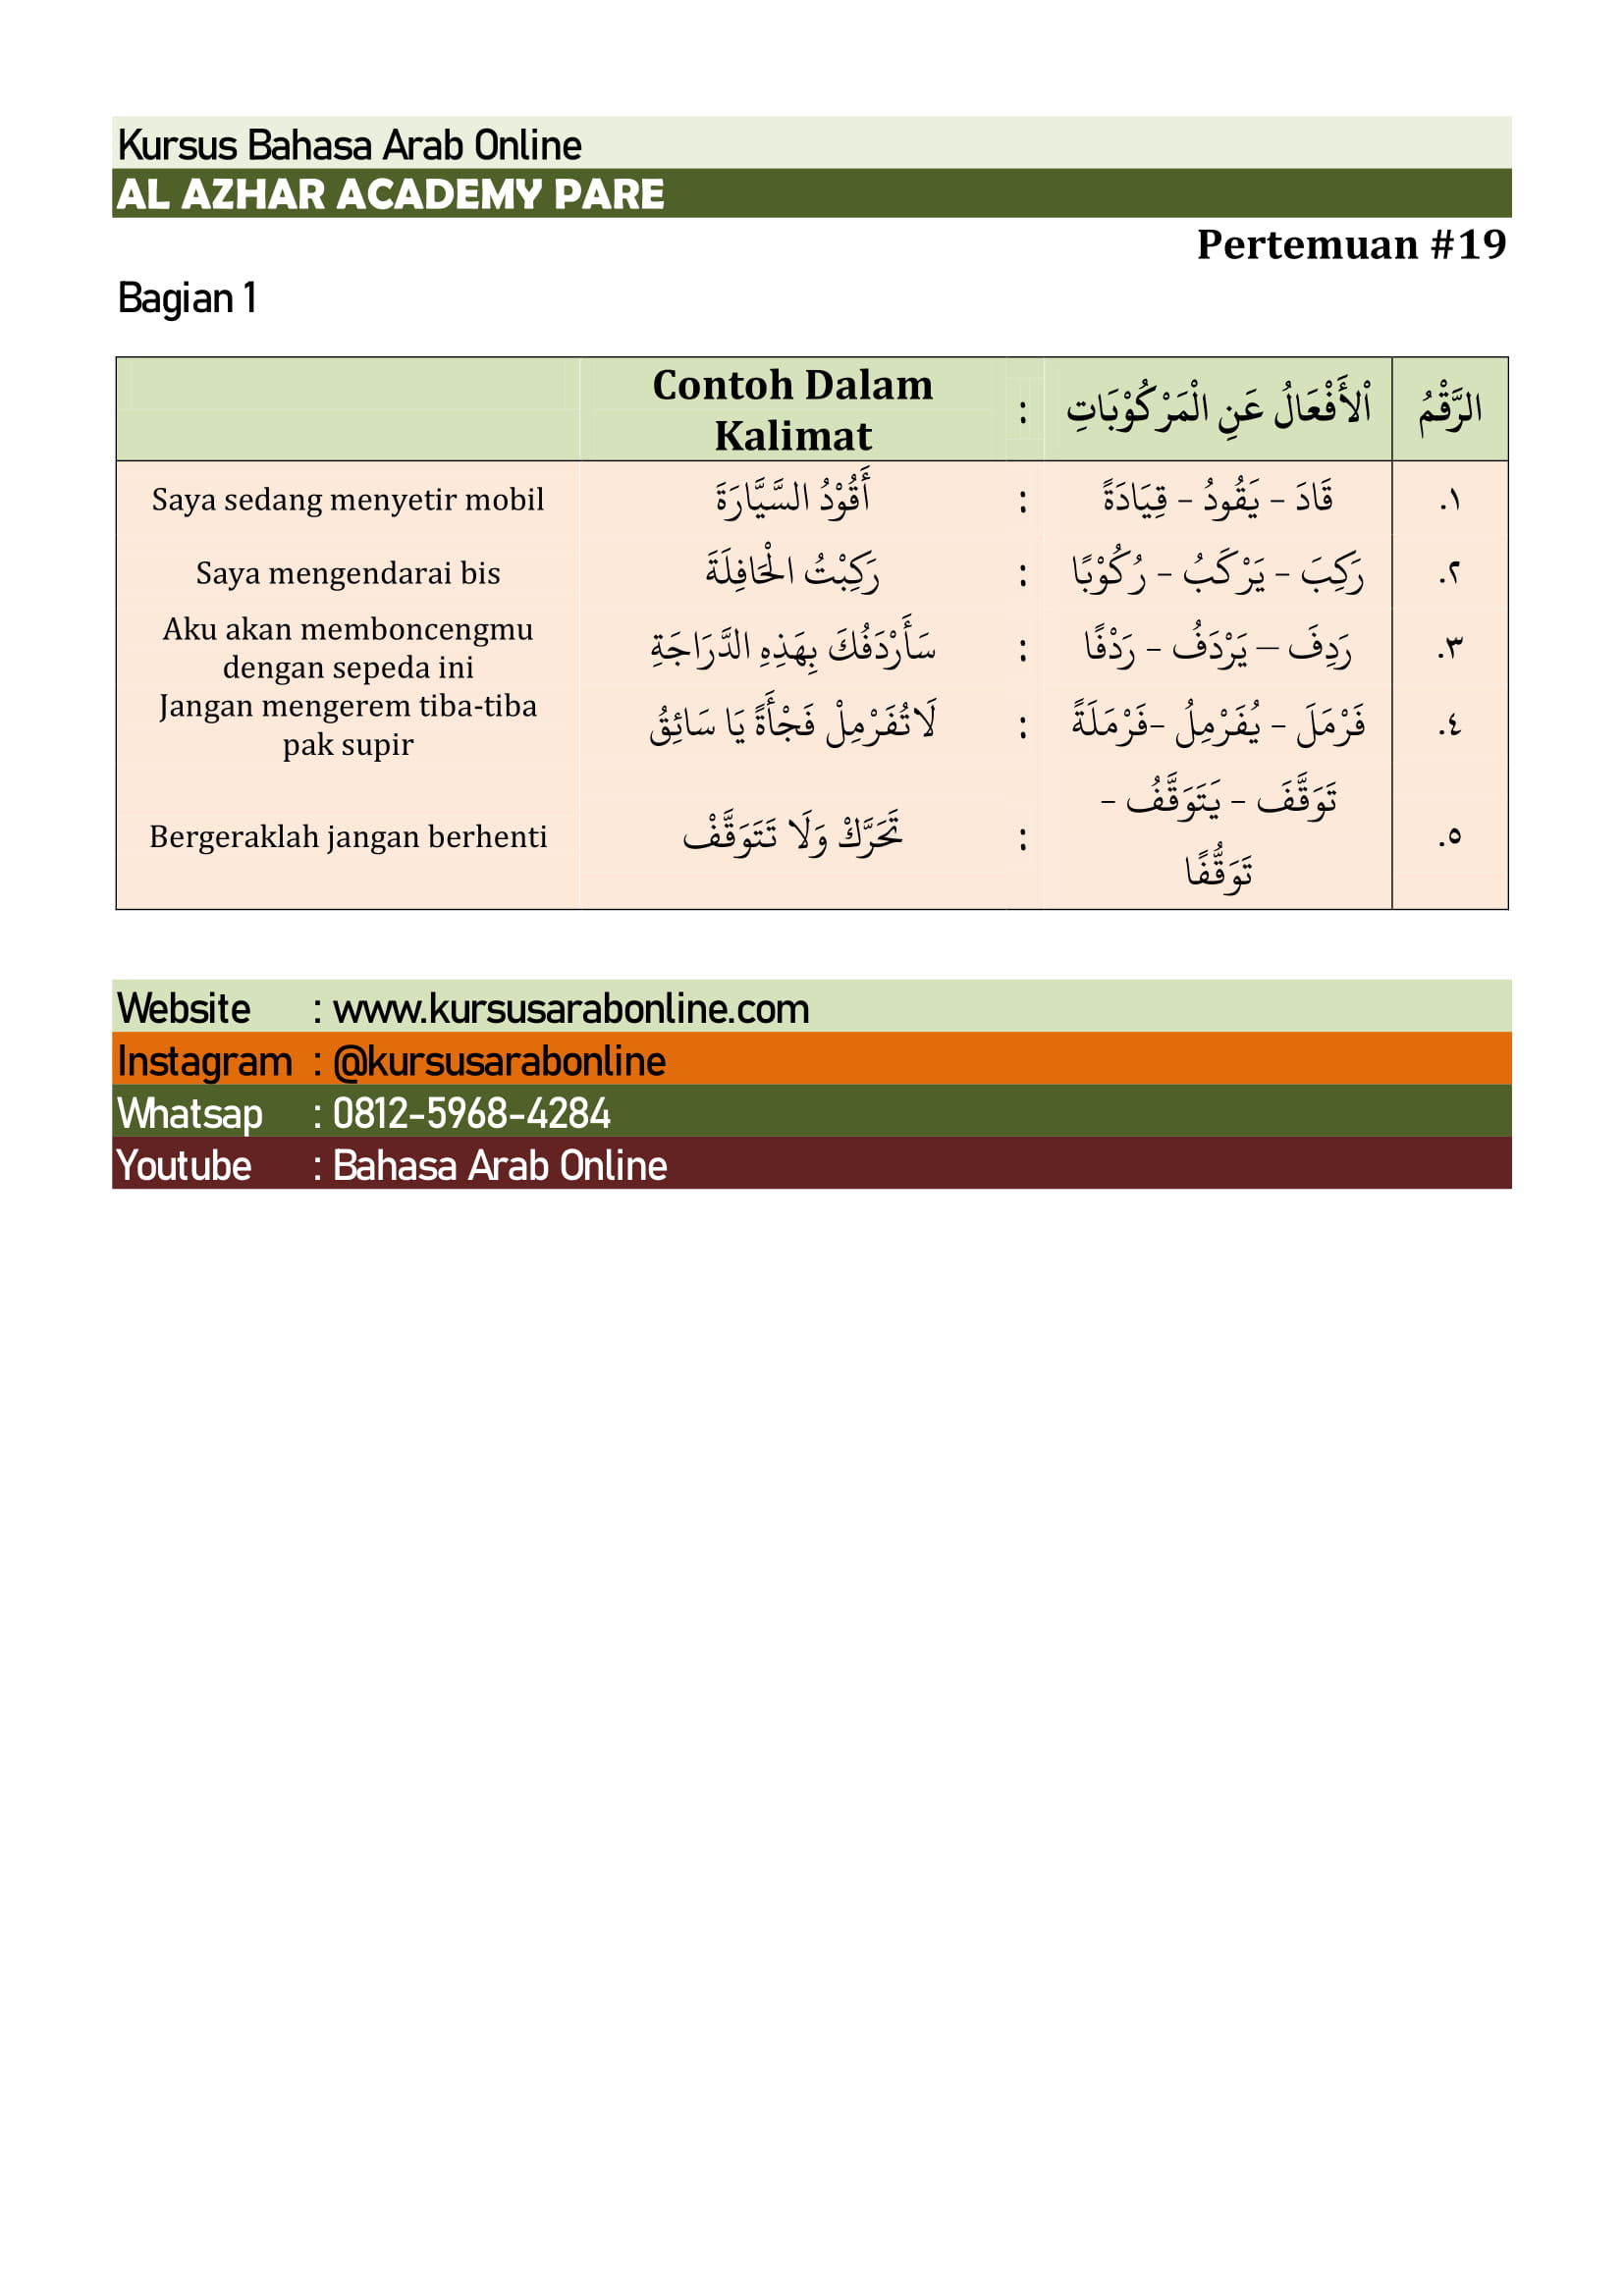 Kursus Bahasa Arab Online
AL AZHAR ACADEMY PARE
Pertemuan #19
Bagian 1
الرَّقْمُ اْلأَفْعَالُ عَنِ الْمَرْكُوْبَاتِ : Contoh Dalam Kalimat
١. قَادَ - يَقُودُ - قِيَادَةً : أَقُوْدُ السَّيَّارَةَ Saya sedang menyetir mobil
٢. رَكِبَ - يَرْكَبُ - رُكُوْبًا : رَكِبْتُ الْحَافِلَةَ Saya mengendarai bis
٣. رَدِفَ – يَرْدَفُ - رَدْفًا : سَأَرْدَفُكَ بِهَذِهِ الدَّرَاجَةِ Aku akan memboncengmu dengan sepeda ini
٤. فَرْمَلَ - يُفَرْمِلُ -فَرْمَلَةً : لَاتُفَرْمِلْ فَجْأَةً يَا سَائِقُ Jangan mengerem tiba-tiba pak supir
٥. تَوَقَّفَ - يَتَوَقَّفُ - تَوَقُّفًا : تَحَرَّكْ وَلَا تَتَوَقَّفْ Bergeraklah jangan berhenti
Website : www.kursusarabonline.com
Instagram : @kursusarabonline
Whatsap : 0812-5968-4284
Youtube : Bahasa Arab Online